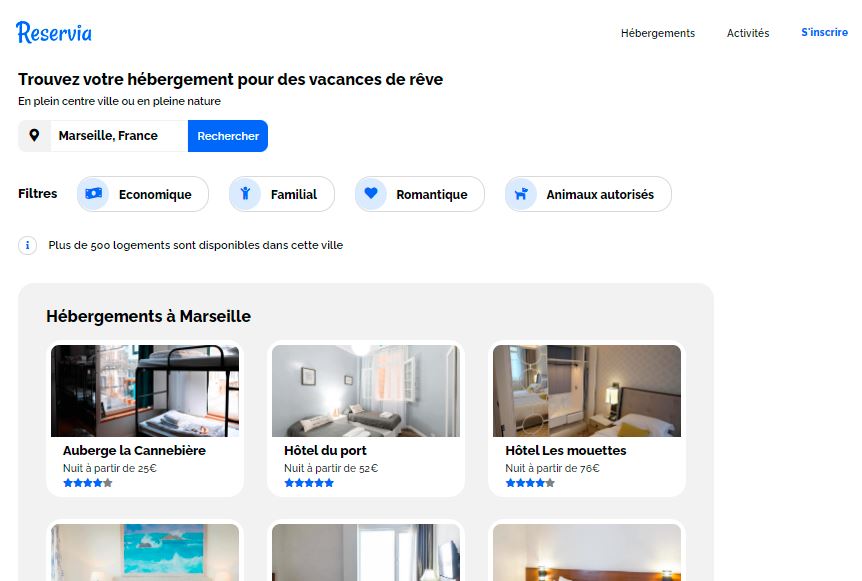 Reservia
Hébergements
Activités
S'inscrire
Trouvez votre hébergement pour des vacances de rêve
En plein centre ville ou en pleine nature
Marseille, France
Rechercher
Filtres
Economique
Familial
Romantique
Animaux autorisés
Plus de 500 logements sont disponibles dans cette ville
Hébergements à Marseille
Auberge la Cannebière
Nuit à partir de 25€
Hôtel du port
Nuit à partir de 52€
Hôtel Les mouettes
Nuit à partir de 76€